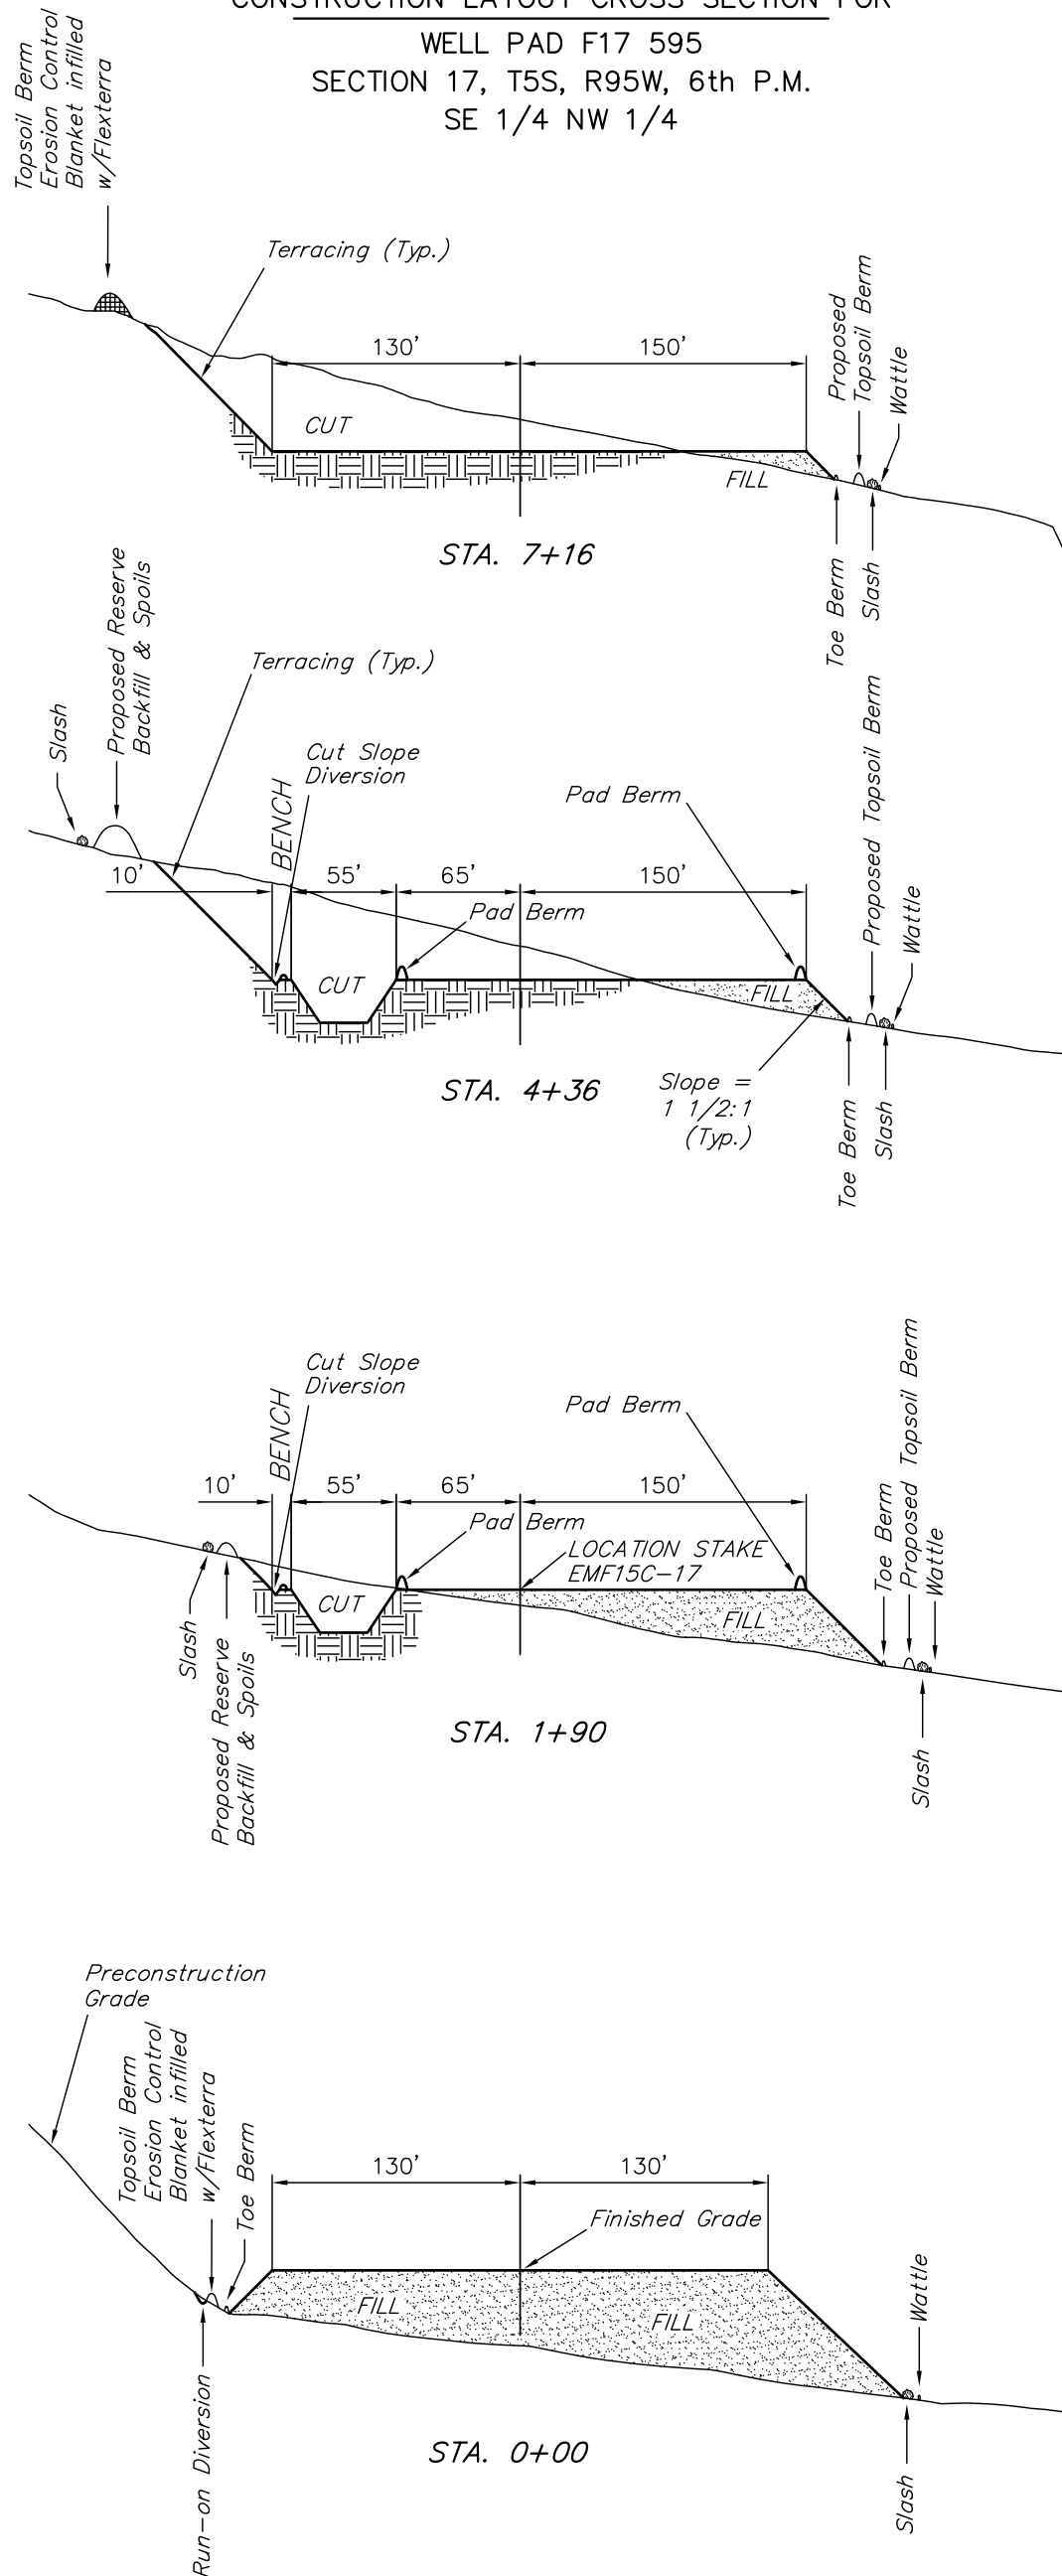 CONSTRUCTION LAYOUT CROSS SECTION FOR
WELL PAD F17 595
SECTION 17, T5S, R95W, 6th P.M.
SE 1/4 NW 1/4
Topsoil Berm
Erosion Control
Blanket infilled
w/Flexterra
Terracing (Typ.)
130'
150'
Proposed
Topsoil Berm
Wattle
CUT
FILL
STA. 7+16
Toe Berm
Slash
Slash
Proposed Reserve
Backfill & Spoils
Terracing (Typ.)
Cut Slope
Diversion
BENCH
Pad Berm
10'
55'
65'
150'
Pad Berm
Proposed Topsoil Berm
Wattle
CUT
FILL
STA. 4+36
Slope =
1 1/2:1
(Typ.)
Toe Berm
Slash
Cut Slope
Diversion
BENCH
Pad Berm
10'
55'
65'
150'
Pad Berm
LOCATION STAKE
EMF15C-17
Toe Berm
Proposed Topsoil Berm
Wattle
CUT
FILL
Slash
Proposed Reserve
Backfill & Spoils
STA. 1+90
Slash
Preconstruction
Grade
Topsoil Berm
Erosion Control
Blanket infilled
w/Flexterra
Toe Berm
130'
130'
Finished Grade
Wattle
FILL
FILL
STA. 0+00
Run-on Diversion
Slash